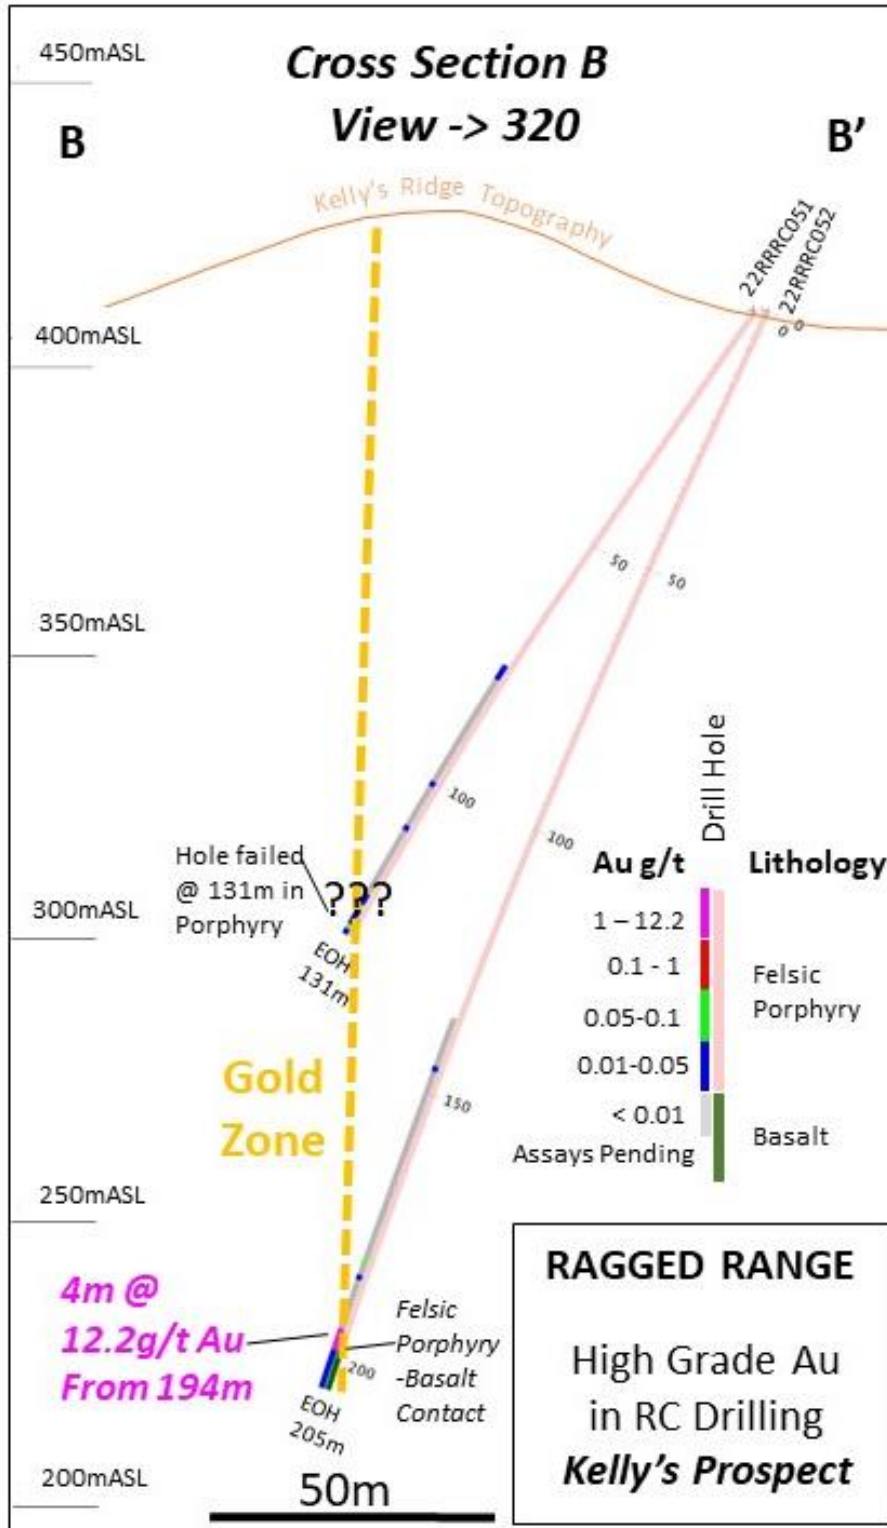 450mASL
Cross Section B
View -> 320
B
B'
Kelly's Ridge Topography
22RRRC051
22RRRC052
0
0
400mASL
50
50
350mASL
100
100
Hole failed
@ 131m in
Porphyry
???
300mASL
EOH
131m
Drill Hole
Au g/t
Lithology
1 – 12.2
0.1 - 1
0.05-0.1
0.01-0.05
< 0.01
Assays Pending
Felsic
Porphyry
Basalt
Gold
Zone
150
250mASL
4m @
12.2g/t Au
From 194m
Felsic
Porphyry
-Basalt
Contact
200
EOH
205m
200mASL
50m
RAGGED RANGE
High Grade Au
in RC Drilling
Kelly's Prospect